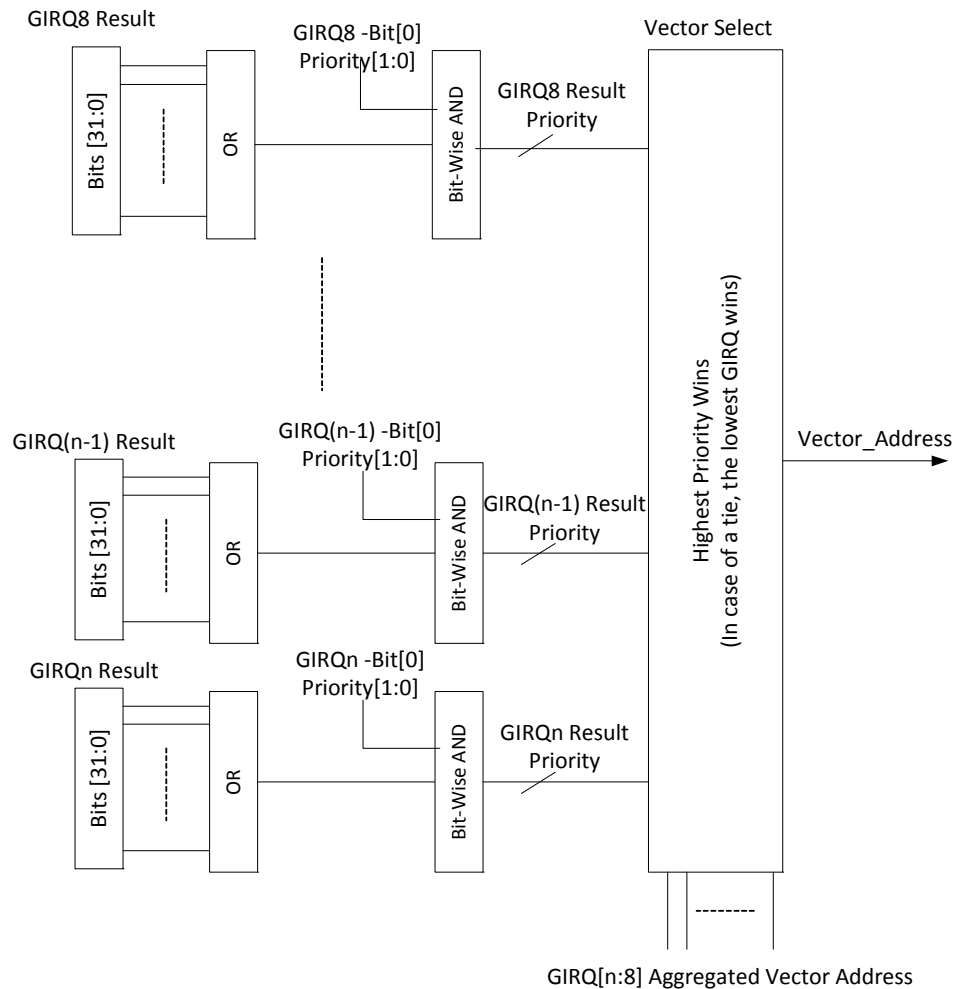 GIRQ8 Result
Bits [31:0]
OR
GIRQ8 -Bit[0]
Priority[1:0]
Bit-Wise AND
GIRQ8 Result
Priority
Vector Select
Highest Priority Wins
(In case of a tie, the lowest GIRQ wins)
Vector_Address
GIRQ(n-1) Result
Bits [31:0]
OR
GIRQ(n-1) -Bit[0]
Priority[1:0]
Bit-Wise AND
GIRQ(n-1) Result
Priority
GIRQn Result
Bits [31:0]
OR
GIRQn -Bit[0]
Priority[1:0]
Bit-Wise AND
GIRQn Result
Priority
GIRQ[n:8] Aggregated Vector Address